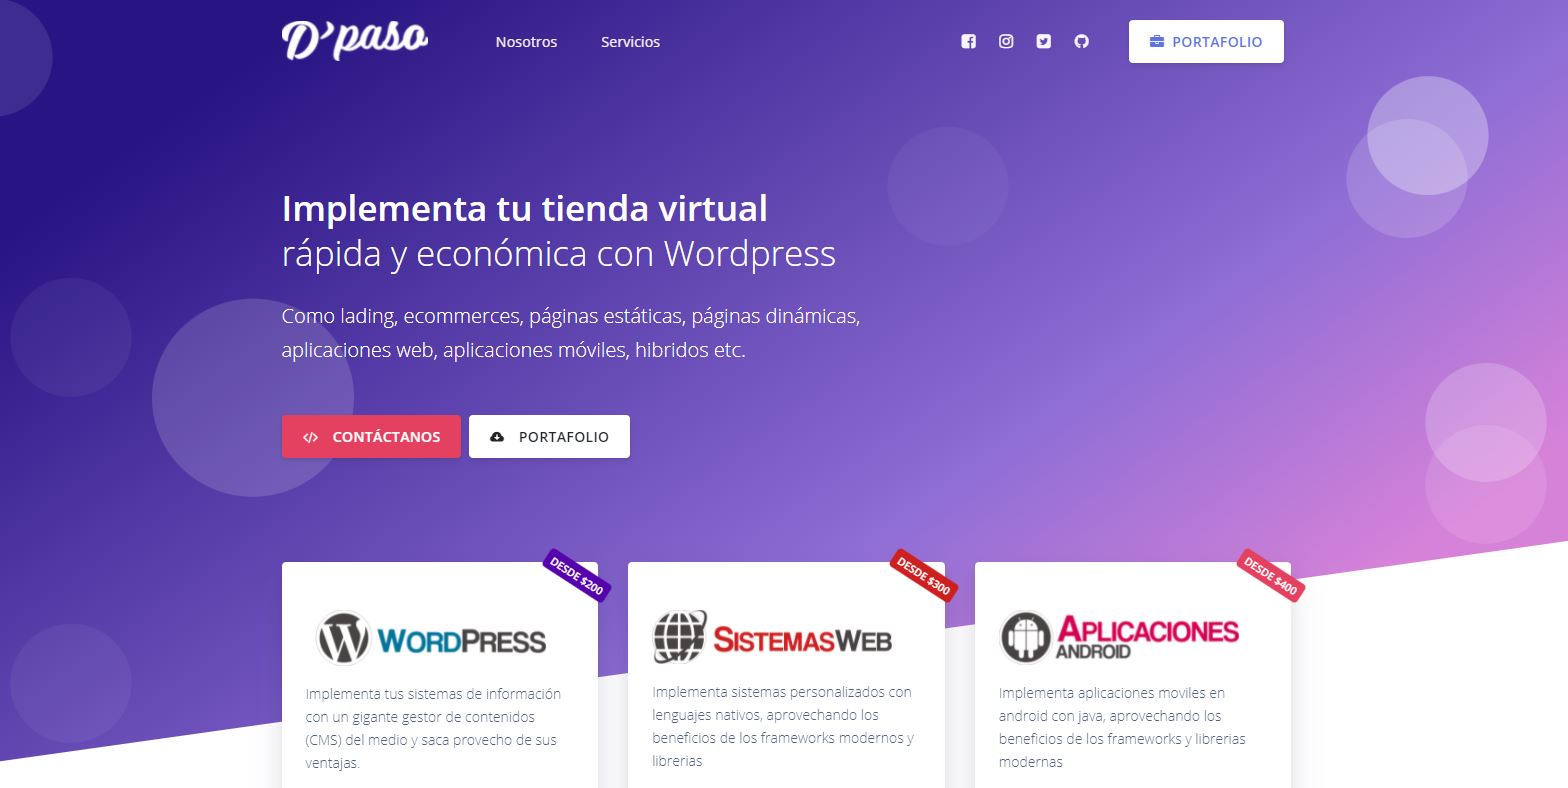 D'paso
Nosotros
Servicios
PORTAFOLIO
Implementa tu tienda virtual
rápida y económica con Wordpress
Como lading, ecommerces, páginas estáticas, páginas dinámicas,
aplicaciones web, aplicaciones móviles, hibridos etc.
CONTÁCTANOS
PORTAFOLIO
DESDE $200
WORDPRESS
Implementa tus sistemas de información
con un gigante gestor de contenidos
(CMS) del medio y saca provecho de sus
ventajas.
DESDE $300
SISTEMASWEB
Implementa sistemas personalizados con
lenguajes nativos, aprovechando los
beneficios de los frameworks modernos y
librerias
DESDE $400
APLICACIONES
ANDROID
Implementa aplicaciones moviles en
android con java, aprovechando los
beneficios de los frameworks y librerias
modernas